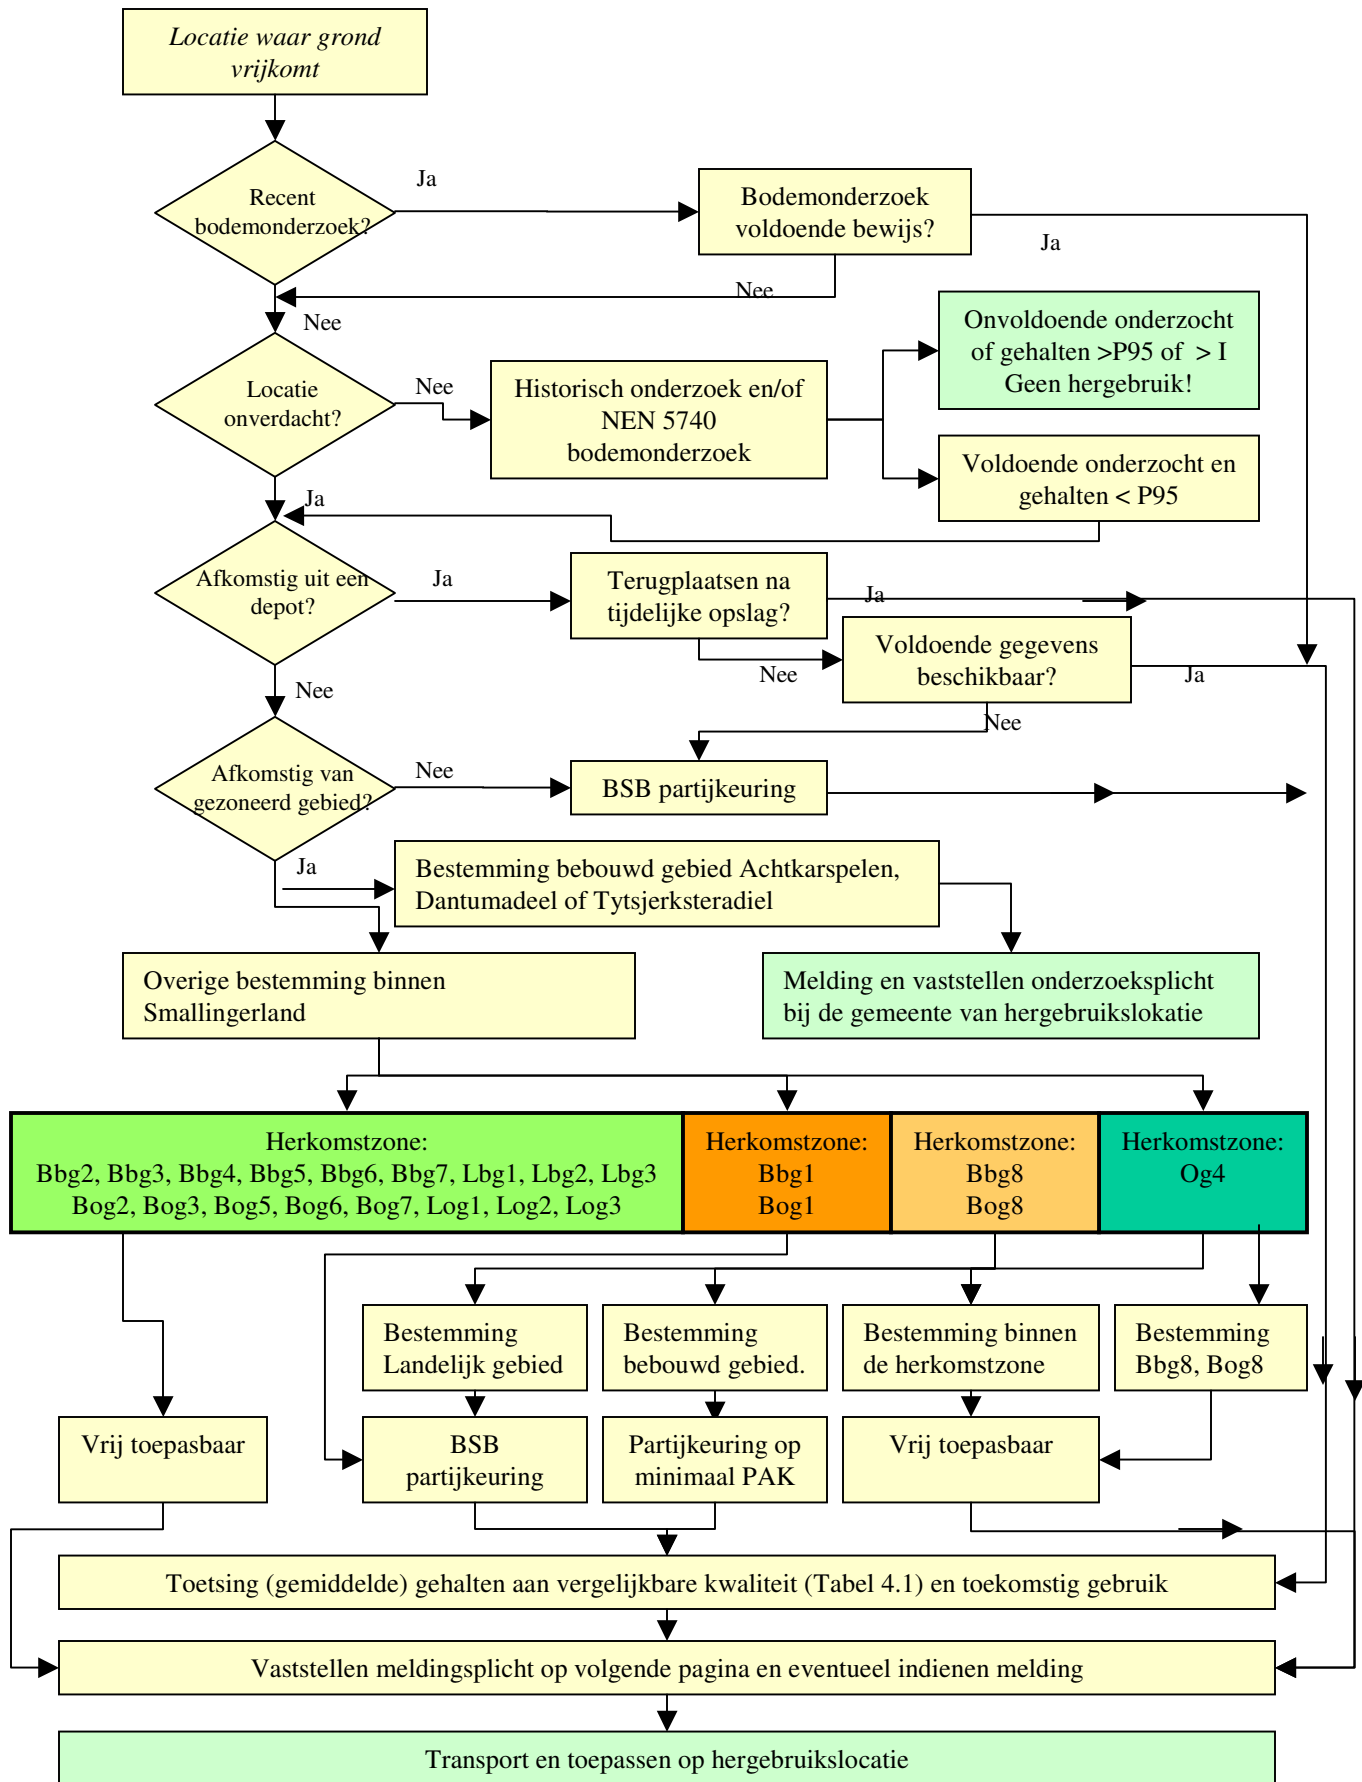 Locatie waar grond
vrijkomt
Recent
bodemonderzoek?
Ja
Bodemonderzoek
voldoende bewijs?
Ja
Nee
Nee
Locatie
onverdacht?
Nee
Historisch onderzoek en/of
NEN 5740
bodemonderzoek
Onvoldoende onderzocht
of gehalten >P95 of > I
Geen hergebruik!
Voldoende onderzocht en
gehalten < P95
Ja
Afkomstig uit een
depot?
Ja
Terugplaatsen na
tijdelijke opslag?
Ja
Nee
Voldoende gegevens
beschikbaar?
Ja
Nee
Nee
Afkomstig van
gezoneerd gebied?
Nee
BSB partijkeuring
Ja
Bestemming bebouwd gebied Achtkarspelen,
Dantumadeel of Tytsjerksteradiel
Overige bestemming binnen
Smallingerland
Melding en vaststellen onderzoeksplicht
bij de gemeente van hergebruikslokatie
Herkomstzone:
Bbg2, Bbg3, Bbg4, Bbg5, Bbg6, Bbg7, Lbg1, Lbg2, Lbg3
Bog2, Bog3, Bog5, Bog6, Bog7, Log1, Log2, Log3
Herkomstzone:
Bbg1
Bog1
Herkomstzone:
Bbg8
Bog8
Herkomstzone:
Og4
Bestemming
Landelijk gebied
Bestemming
bebouwd gebied.
Bestemming binnen
de herkomstzone
Bestemming
Bbg8, Bog8
Vrij toepasbaar
BSB
partijkeuring
Partijkeuring op
minimaal PAK
Vrij toepasbaar
Toetsing (gemiddelde) gehalten aan vergelijkbare kwaliteit (Tabel 4.1) en toekomstig gebruik
Vaststellen meldingsplicht op volgende pagina en eventueel indienen melding
Transport en toepassen op hergebruikslocatie